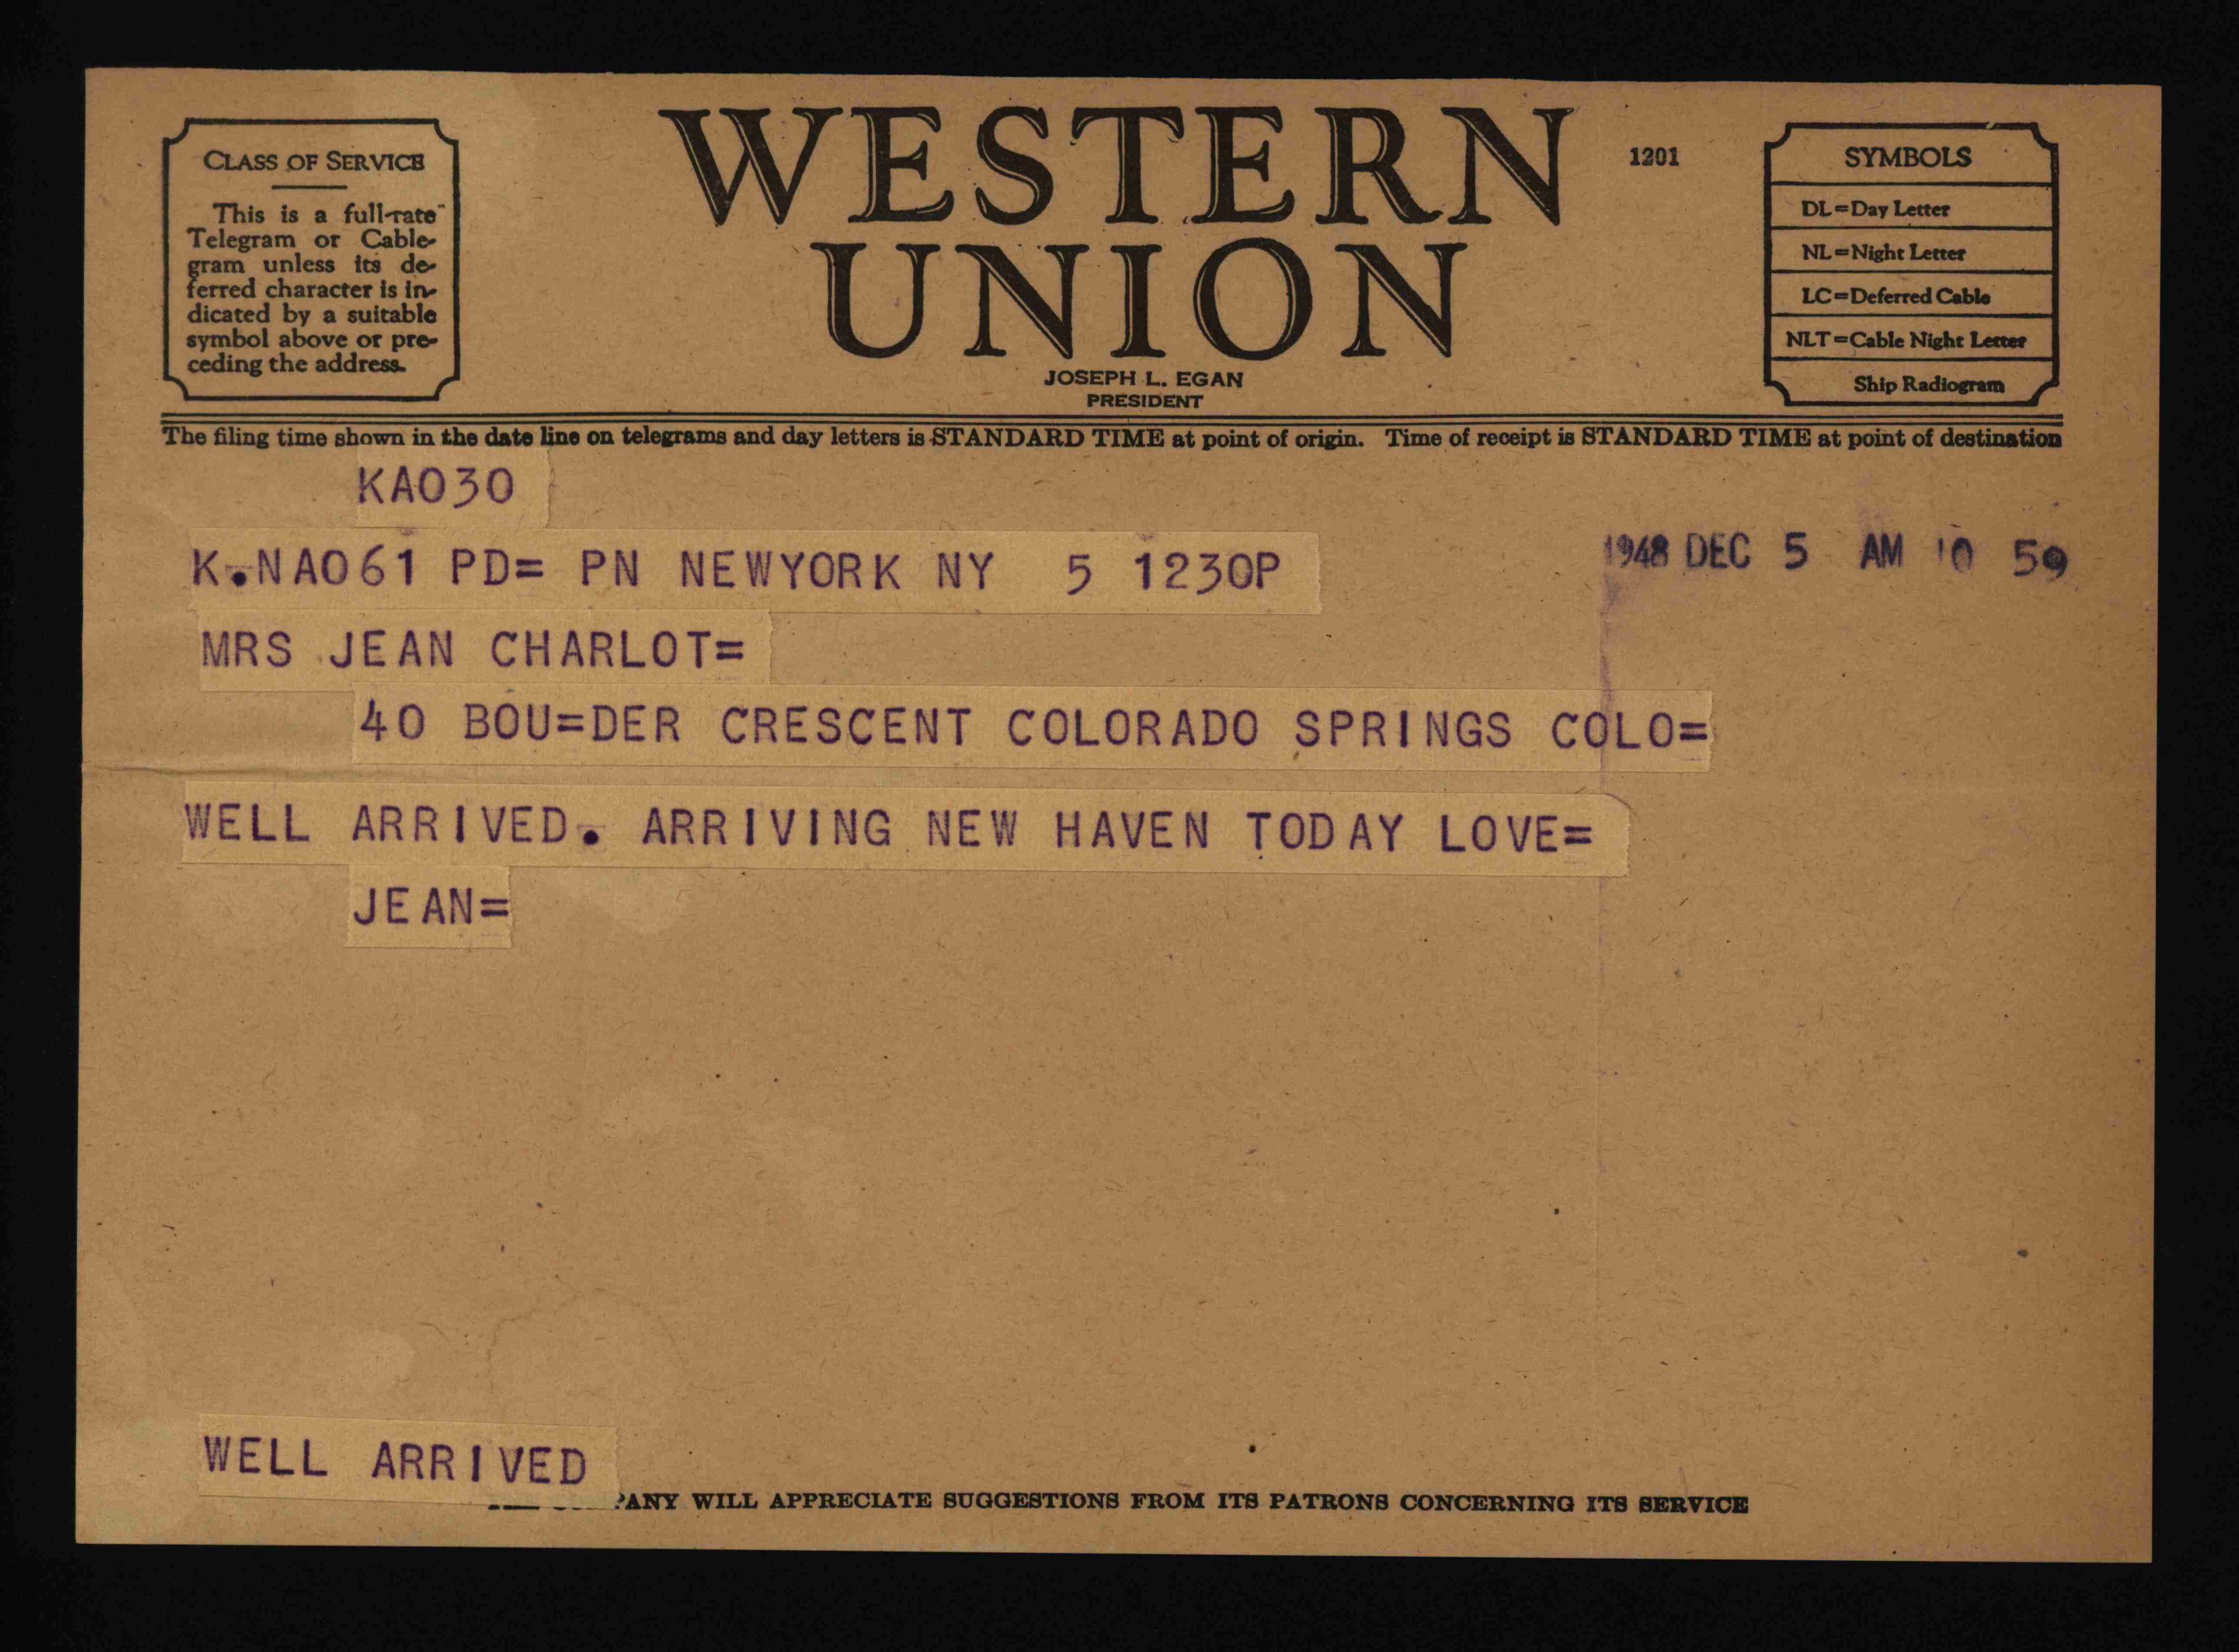 CLASS OF SERVICE
This is a full-rate
Telegram or Cable-
gram unless its de-
ferred character is in-
dicated by a suitable
symbol above or pre-
ceding the address.
WESTERN
UNION
JOSEPH L. EGAN
PRESIDENT
1201
SYMBOLS
DL=Day Letter
NL=Night Letter
LC=Deferred Cable
NLT=Cable Night Letter
Ship Radiogram
The filing time shown in the date line on telegrams and day letters is STANDARD TIME at point of origin. Time of receipt is STANDARD TIME at point of destination
KA030
K.NA061 PD= PN NEWYORK NY 5 1230P
1948 DEC 5 AM 10 59
MRS JEAN CHARLOT=
40 BOU=DER CRESCENT COLORADO SPRINGS COLO=
WELL ARRIVED. ARRIVING NEW HAVEN TODAY LOVE=
JEAN=
WELL ARRIVED
PANY WILL APPRECIATE SUGGESTIONS FROM ITS PATRONS CONCERNING ITS SERVICE